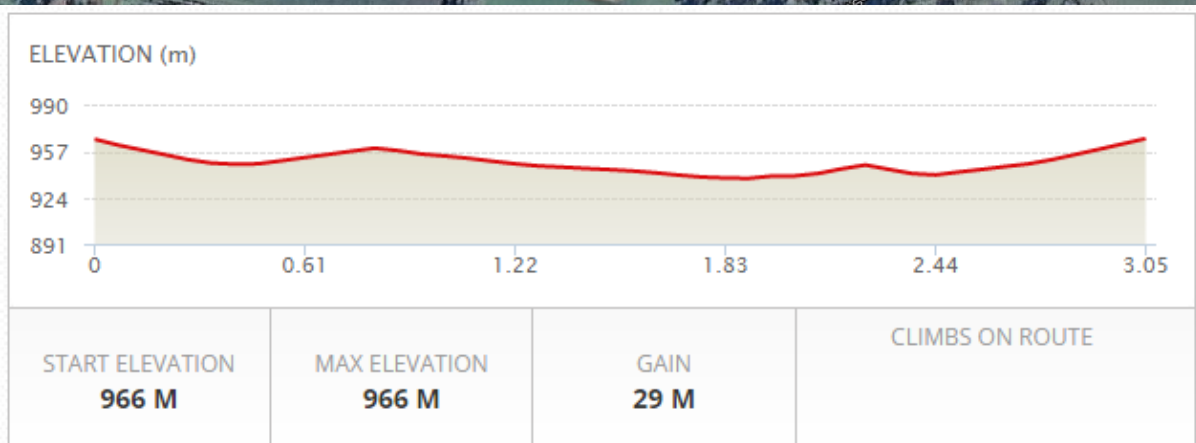 ELEVATION (m)
990
957
924
891
0 0.61 1.22 1.83 2.44 3.05
START ELEVATION MAX ELEVATION GAIN CLIMBS ON ROUTE
966 M 966 M 29 M